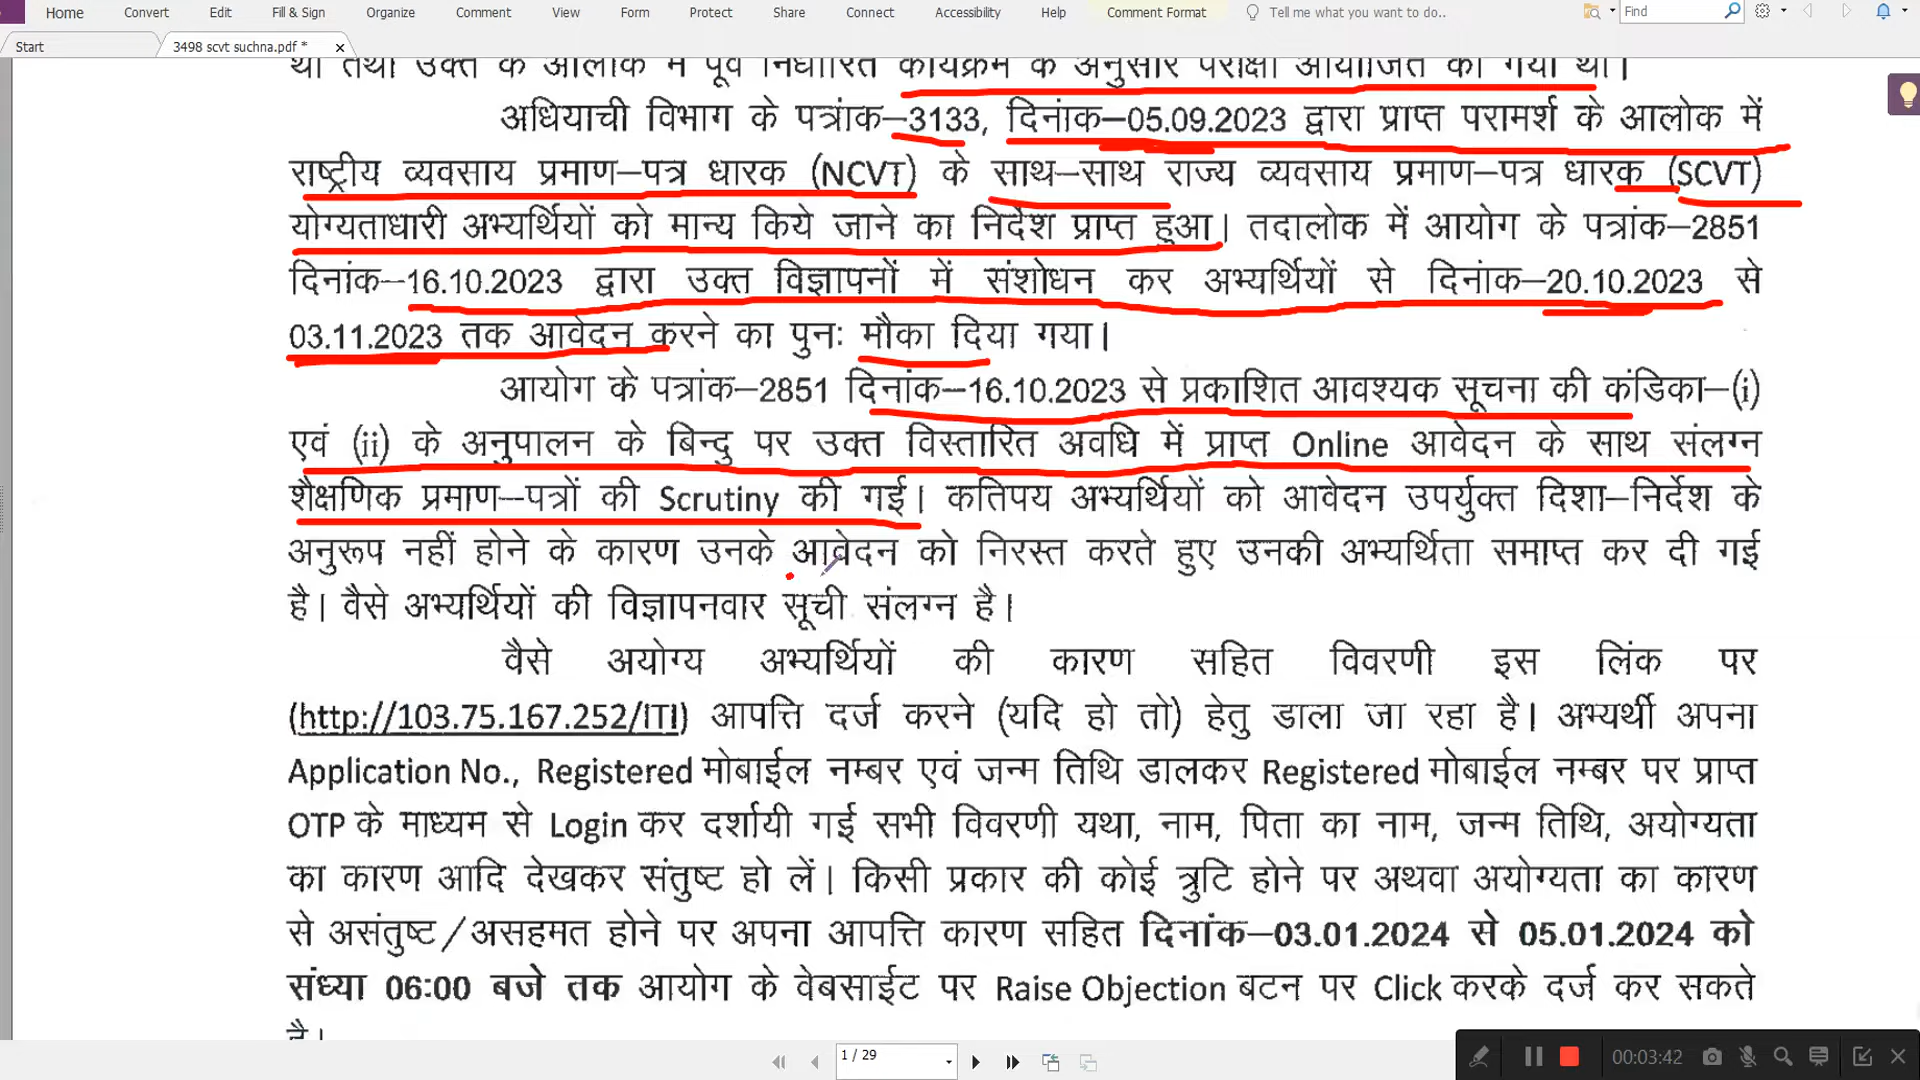 Home Convert Edit Fill & Sign Organize Comment View Form Protect Share Connect Accessibility Help Comment Format Tell me what you want to do.. Find
Start 3498 scvt suchna.pdf *
था तथा उक्त के आलोक में पूर्व निर्धारित कार्यक्रम के अनुसार परीक्षा आयोजित की गयी थी।
अधियाची विभाग के पत्रांक–3133, दिनांक–05.09.2023 द्वारा प्राप्त परामर्श के आलोक में
राष्ट्रीय व्यवसाय प्रमाण–पत्र धारक (NCVT) के साथ–साथ राज्य व्यवसाय प्रमाण–पत्र धारक (SCVT)
योग्यताधारी अभ्यर्थियों को मान्य किये जाने का निर्देश प्राप्त हुआ। तदालोक में आयोग के पत्रांक–2851
दिनांक–16.10.2023 द्वारा उक्त विज्ञापनों में संशोधन कर अभ्यर्थियों से दिनांक–20.10.2023 से
03.11.2023 तक आवेदन करने का पुनः मौका दिया गया।
आयोग के पत्रांक–2851 दिनांक–16.10.2023 से प्रकाशित आवश्यक सूचना की कंडिका–(i)
एवं (ii) के अनुपालन के बिन्दु पर उक्त विस्तारित अवधि में प्राप्त Online आवेदन के साथ संलग्न
शैक्षणिक प्रमाण–पत्रों की Scrutiny की गई। कतिपय अभ्यर्थियों को आवेदन उपर्युक्त दिशा–निर्देश के
अनुरूप नहीं होने के कारण उनके आवेदन को निरस्त करते हुए उनकी अभ्यर्थिता समाप्त कर दी गई
है। वैसे अभ्यर्थियों की विज्ञापनवार सूची संलग्न है।
वैसे अयोग्य अभ्यर्थियों की कारण सहित विवरणी इस लिंक पर
(http://103.75.167.252/ITI) आपत्ति दर्ज करने (यदि हो तो) हेतु डाला जा रहा है। अभ्यर्थी अपना
Application No., Registered मोबाईल नम्बर एवं जन्म तिथि डालकर Registered मोबाईल नम्बर पर प्राप्त
OTP के माध्यम से Login कर दर्शायी गई सभी विवरणी यथा, नाम, पिता का नाम, जन्म तिथि, अयोग्यता
का कारण आदि देखकर संतुष्ट हो लें। किसी प्रकार की कोई त्रुटि होने पर अथवा अयोग्यता का कारण
से असंतुष्ट/असहमत होने पर अपना आपत्ति कारण सहित दिनांक–03.01.2024 से 05.01.2024 को
संध्या 06:00 बजे तक आयोग के वेबसाईट पर Raise Objection बटन पर Click करके दर्ज कर सकते
है।
1 / 29
00:03:42